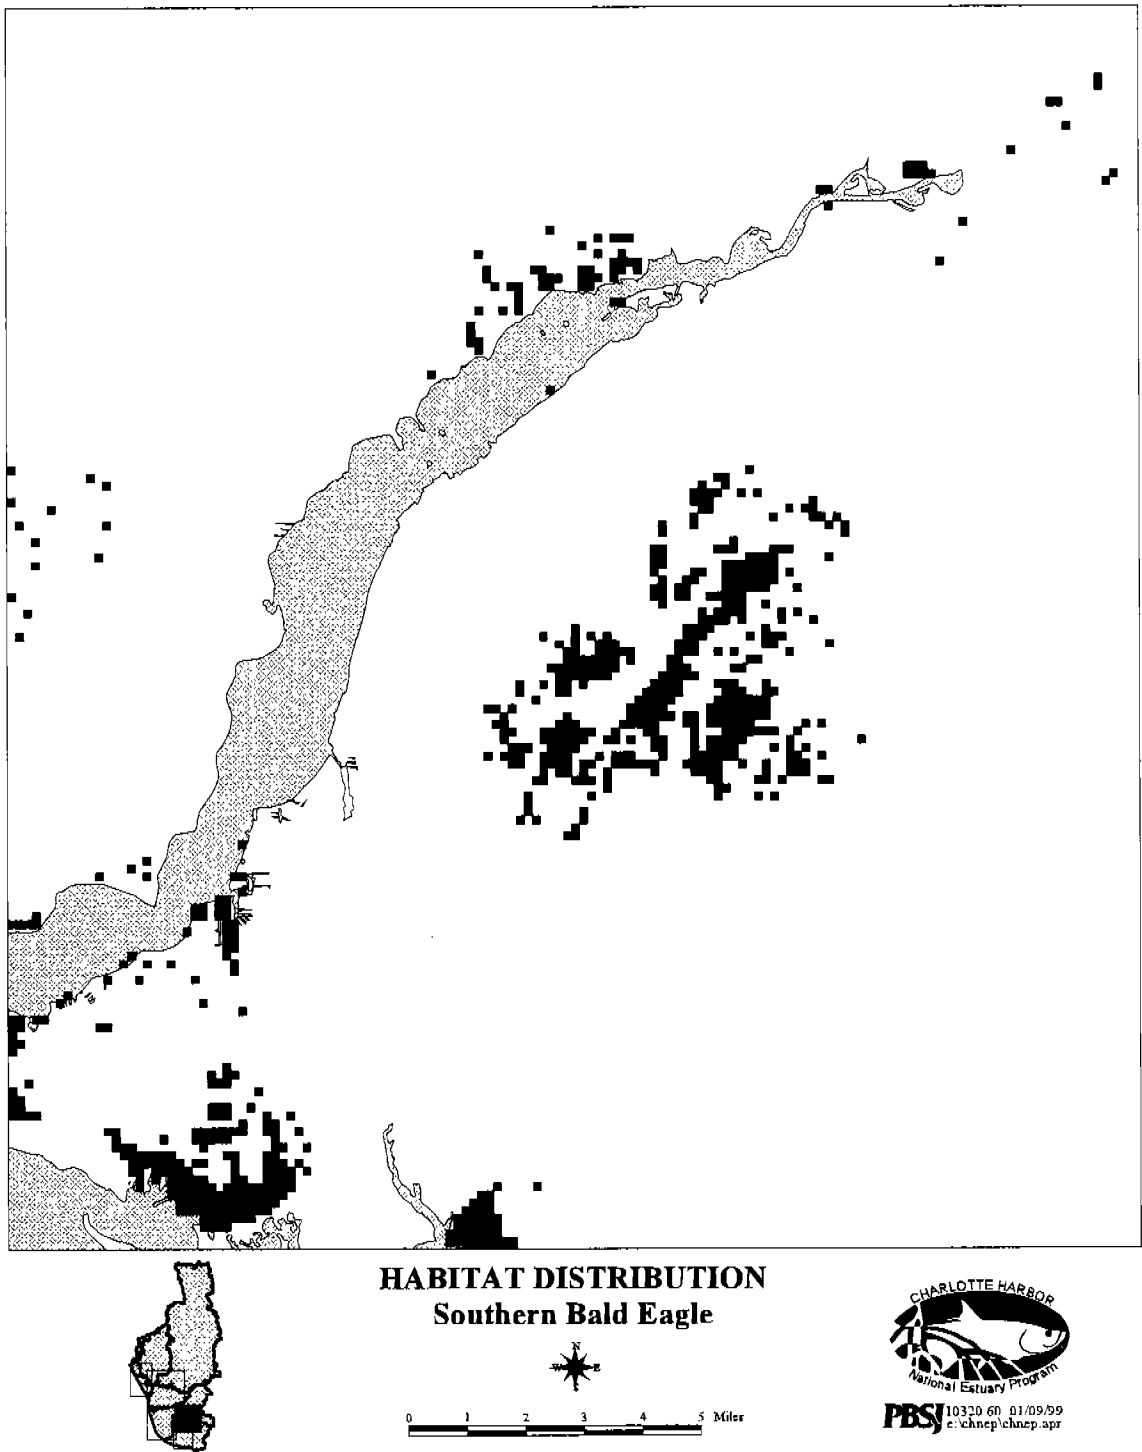 HABITAT DISTRIBUTION
Southern Bald Eagle
N
W E
S
0 1 2 3 4 5 Miles
CHARLOTTE HARBOR
National Estuary Program
PBSJ
10320 60 01/09/99
e:\chnep\chnep.apr